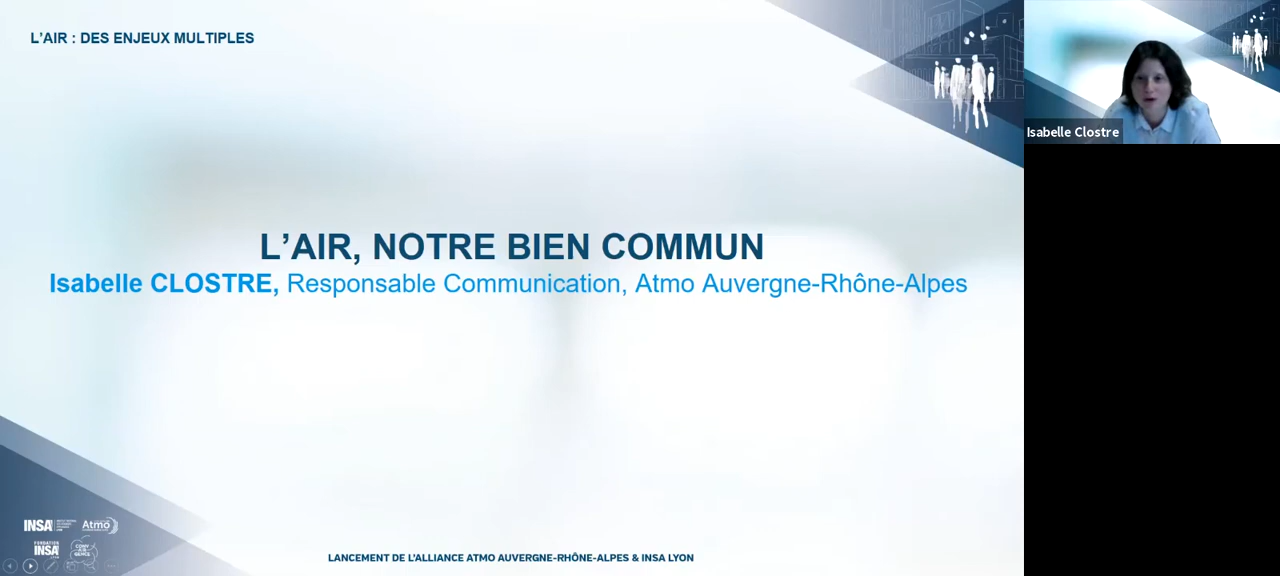 L'AIR : DES ENJEUX MULTIPLES
Isabelle Clostre
L'AIR, NOTRE BIEN COMMUN
Isabelle CLOSTRE, Responsable Communication, Atmo Auvergne-Rhône-Alpes
INSA
Atmo
FONDATION
INSA
LANCEMENT DE L'ALLIANCE ATMO AUVERGNE-RHÔNE-ALPES & INSA LYON